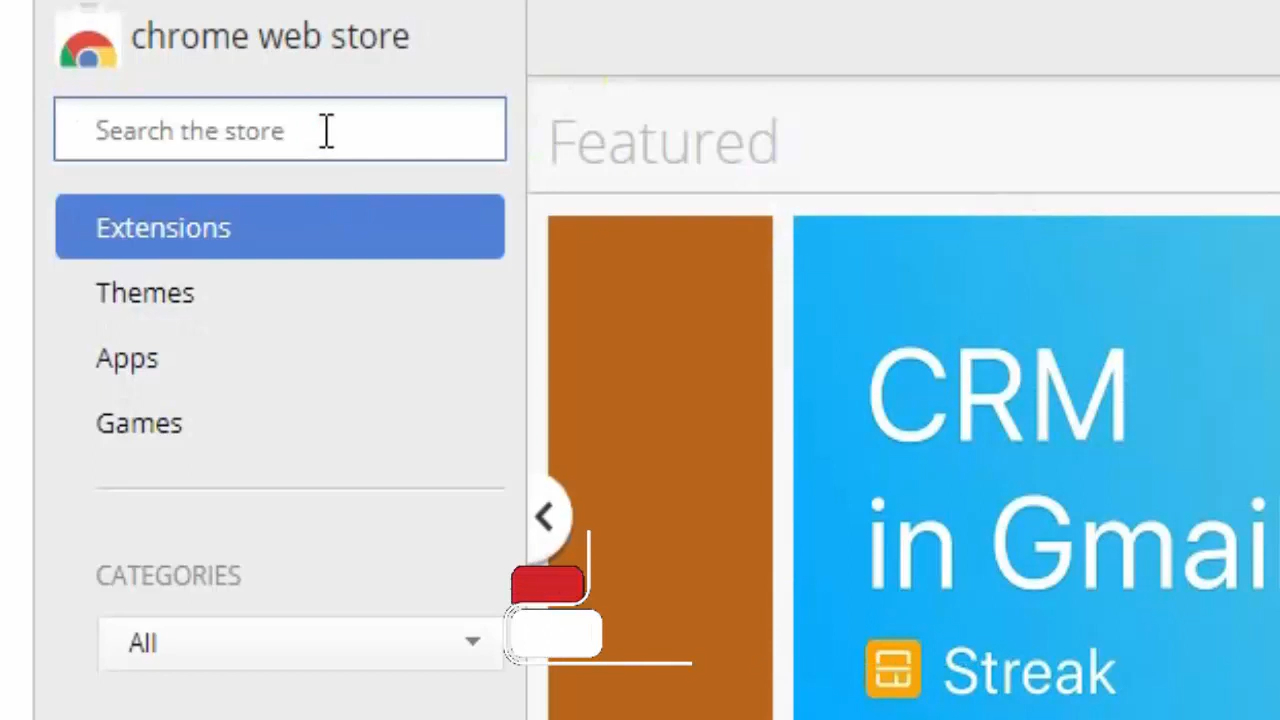 chrome web store
Search the store
Extensions
Themes
Apps
Games
CATEGORIES
All
Featured
CRM
in Gmai
Streak